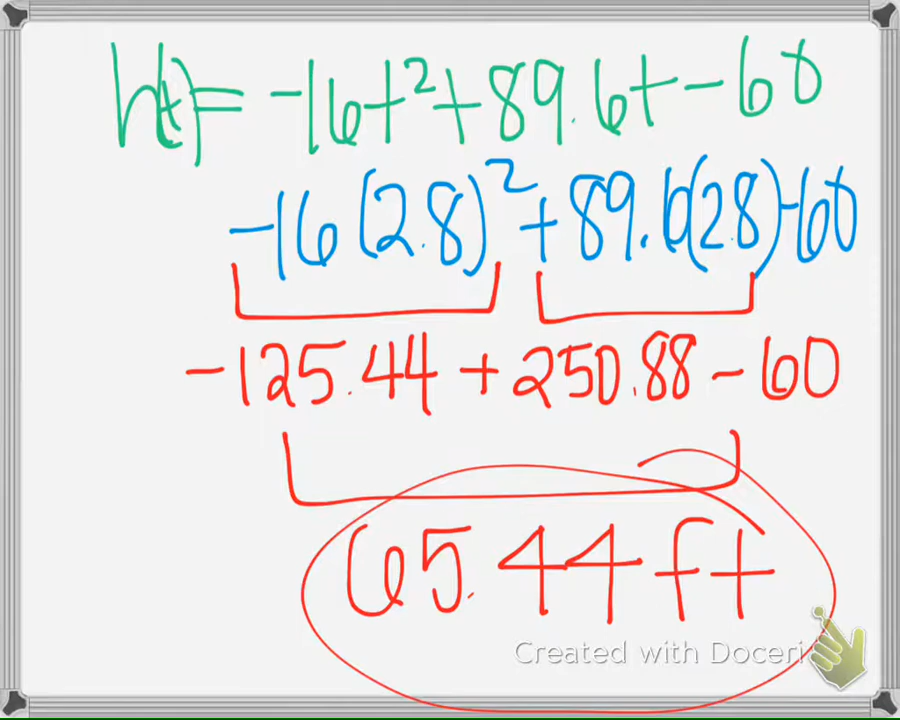 h(t) = -16t² + 89.6t - 60
-16(2.8)² + 89.6(2.8) - 60
-125.44 + 250.88 - 60
65.44 ft
Created with Doceri